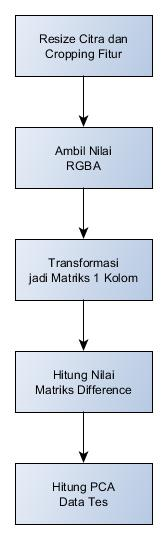 Resize Citra dan
Cropping Fitur
Ambil Nilai
RGBA
Transformasi
jadi Matriks 1 Kolom
Hitung Nilai
Matriks Difference
Hitung PCA
Data Tes